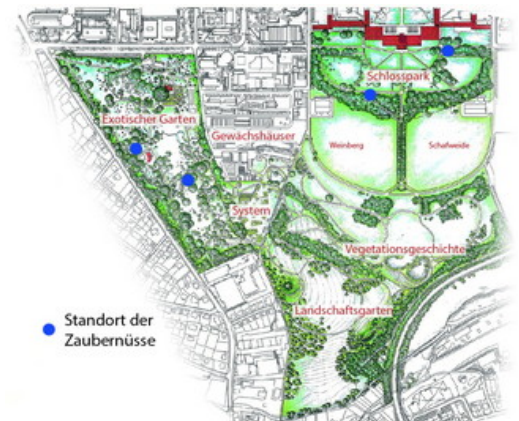 Schlosspark
Exotischer Garten
Gewächshäuser
Weinberg
Schafweide
System
Vegetationsgeschichte
Landschaftsgarten
Standort der
Zaubernüsse